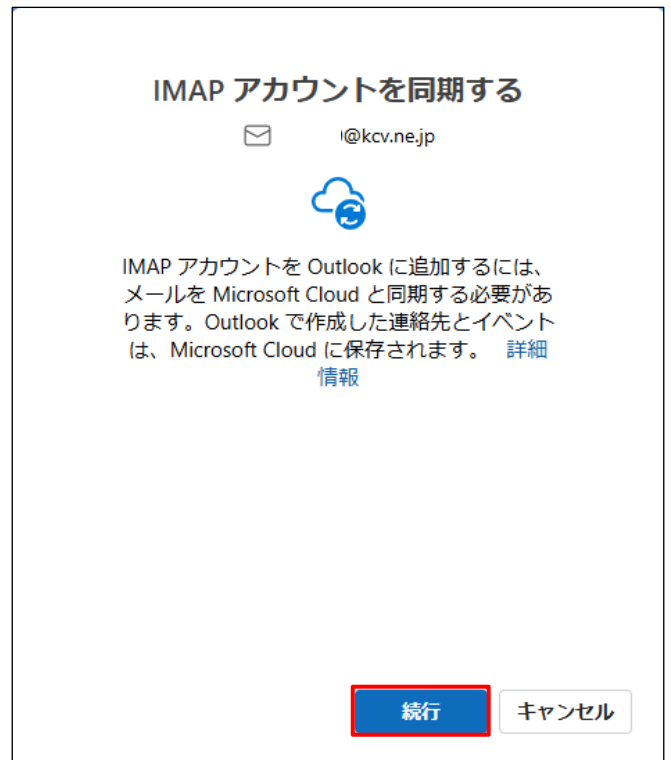 IMAP アカウントを同期する
@kcv.ne.jp
IMAP アカウントを Outlook に追加するには、
メールを Microsoft Cloud と同期する必要があ
ります。Outlook で作成した連絡先とイベント
は、Microsoft Cloud に保存されます。 詳細
情報
続行 キャンセル